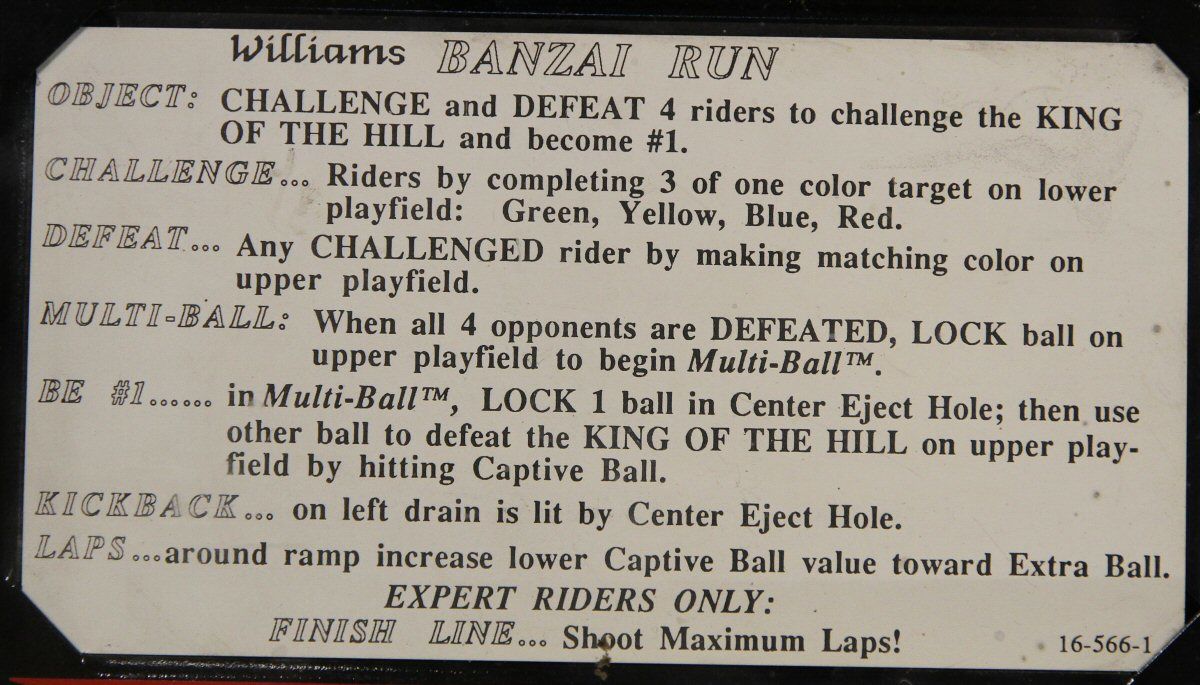 Williams BANZAI RUN
OBJECT: CHALLENGE and DEFEAT 4 riders to challenge the KING
OF THE HILL and become #1.
CHALLENGE... Riders by completing 3 of one color target on lower
playfield: Green, Yellow, Blue, Red.
DEFEAT... Any CHALLENGED rider by making matching color on
upper playfield.
MULTI-BALL: When all 4 opponents are DEFEATED, LOCK ball on
upper playfield to begin Multi-Ball™.
BE #1...... in Multi-Ball™, LOCK 1 ball in Center Eject Hole; then use
other ball to defeat the KING OF THE HILL on upper play-
field by hitting Captive Ball.
KICKBACK... on left drain is lit by Center Eject Hole.
LAPS...around ramp increase lower Captive Ball value toward Extra Ball.
EXPERT RIDERS ONLY:
FINISH LINE... Shoot Maximum Laps!
16-566-1